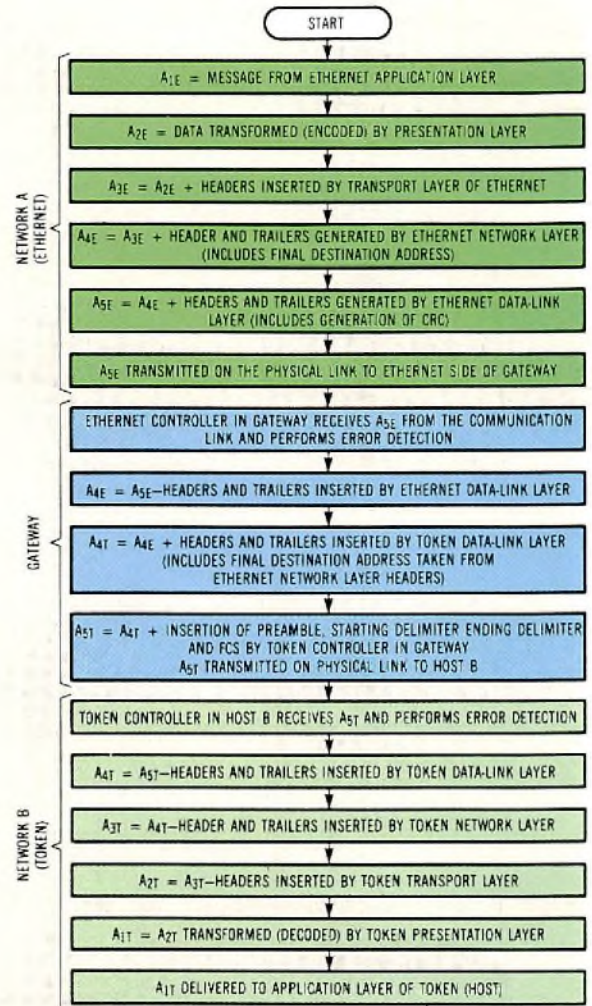 START
NETWORK A
(ETHERNET)
A1E = MESSAGE FROM ETHERNET APPLICATION LAYER
A2E = DATA TRANSFORMED (ENCODED) BY PRESENTATION LAYER
A3E = A2E + HEADERS INSERTED BY TRANSPORT LAYER OF ETHERNET
A4E = A3E + HEADER AND TRAILERS GENERATED BY ETHERNET NETWORK LAYER
(INCLUDES FINAL DESTINATION ADDRESS)
A5E = A4E + HEADERS AND TRAILERS GENERATED BY ETHERNET DATA-LINK
LAYER (INCLUDES GENERATION OF CRC)
A5E TRANSMITTED ON THE PHYSICAL LINK TO ETHERNET SIDE OF GATEWAY
GATEWAY
ETHERNET CONTROLLER IN GATEWAY RECEIVES A5E FROM THE COMMUNICATION
LINK AND PERFORMS ERROR DETECTION
A4E = A5E—HEADERS AND TRAILERS INSERTED BY ETHERNET DATA-LINK LAYER
A4T = A4E + HEADERS AND TRAILERS INSERTED BY TOKEN DATA-LINK LAYER
(INCLUDES FINAL DESTINATION ADDRESS TAKEN FROM
ETHERNET NETWORK LAYER HEADERS)
A5T = A4T + INSERTION OF PREAMBLE, STARTING DELIMITER ENDING DELIMITER
AND FCS BY TOKEN CONTROLLER IN GATEWAY
A5T TRANSMITTED ON PHYSICAL LINK TO HOST B
NETWORK B
(TOKEN)
TOKEN CONTROLLER IN HOST B RECEIVES A5T AND PERFORMS ERROR DETECTION
A4T = A5T—HEADERS AND TRAILERS INSERTED BY TOKEN DATA-LINK LAYER
A3T = A4T—HEADER AND TRAILERS INSERTED BY TOKEN NETWORK LAYER
A2T = A3T—HEADERS INSERTED BY TOKEN TRANSPORT LAYER
A1T = A2T TRANSFORMED (DECODED) BY TOKEN PRESENTATION LAYER
A1T DELIVERED TO APPLICATION LAYER OF TOKEN (HOST)